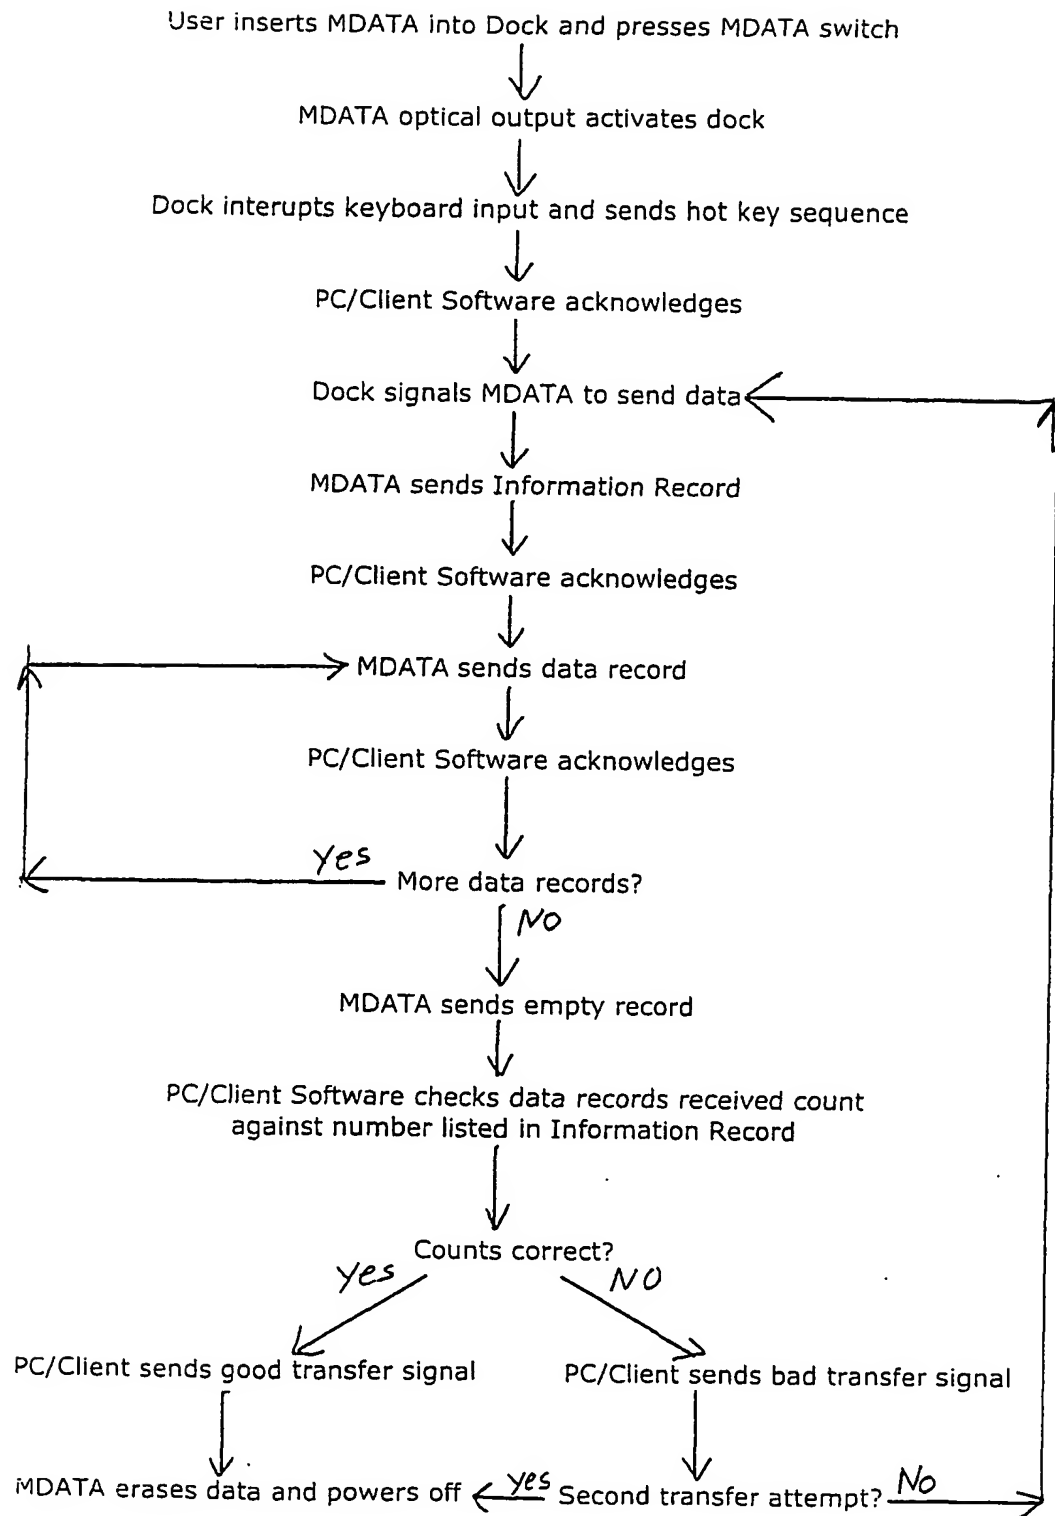 User inserts MDATA into Dock and presses MDATA switch
MDATA optical output activates dock
Dock interupts keyboard input and sends hot key sequence
PC/Client Software acknowledges
Dock signals MDATA to send data
MDATA sends Information Record
PC/Client Software acknowledges
MDATA sends data record
PC/Client Software acknowledges
Yes
More data records?
NO
MDATA sends empty record
PC/Client Software checks data records received count
against number listed in Information Record
Counts correct?
Yes
NO
PC/Client sends good transfer signal
PC/Client sends bad transfer signal
MDATA erases data and powers off
Yes
Second transfer attempt?
No